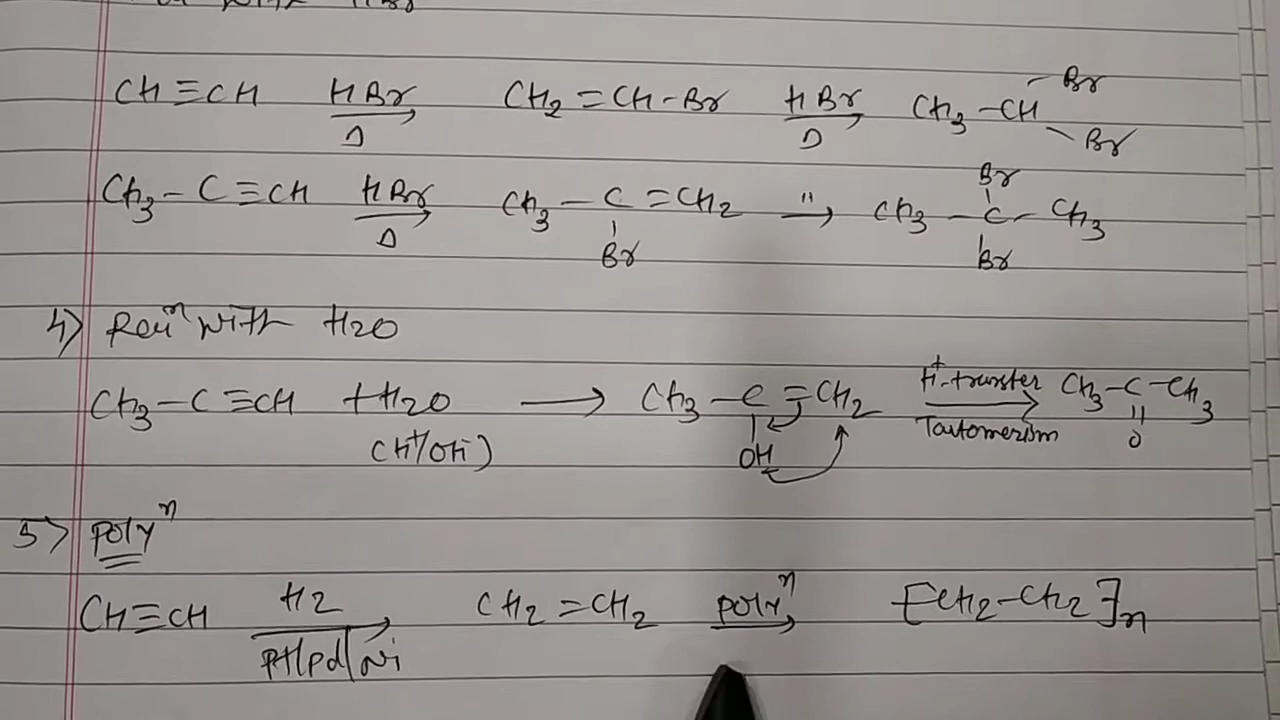 with HBr
CH≡CH HBr/Δ → CH2=CH-Br HBr/Δ → CH3-CH Br Br
CH3-C≡CH HBr/Δ → CH3-C=CH2 Br " → CH3-C-CH3 Br Br
4) Reaⁿ with H2O
CH3-C≡CH +H2O → CH3-C=CH2 OH H⁺transfer Tautomerism → CH3-C-CH3 O
(H⁺/OH⁻)
5) Polyⁿ
CH≡CH H2 Pt/Pd/Ni → CH2=CH2 Polyⁿ → [CH2-CH2]n